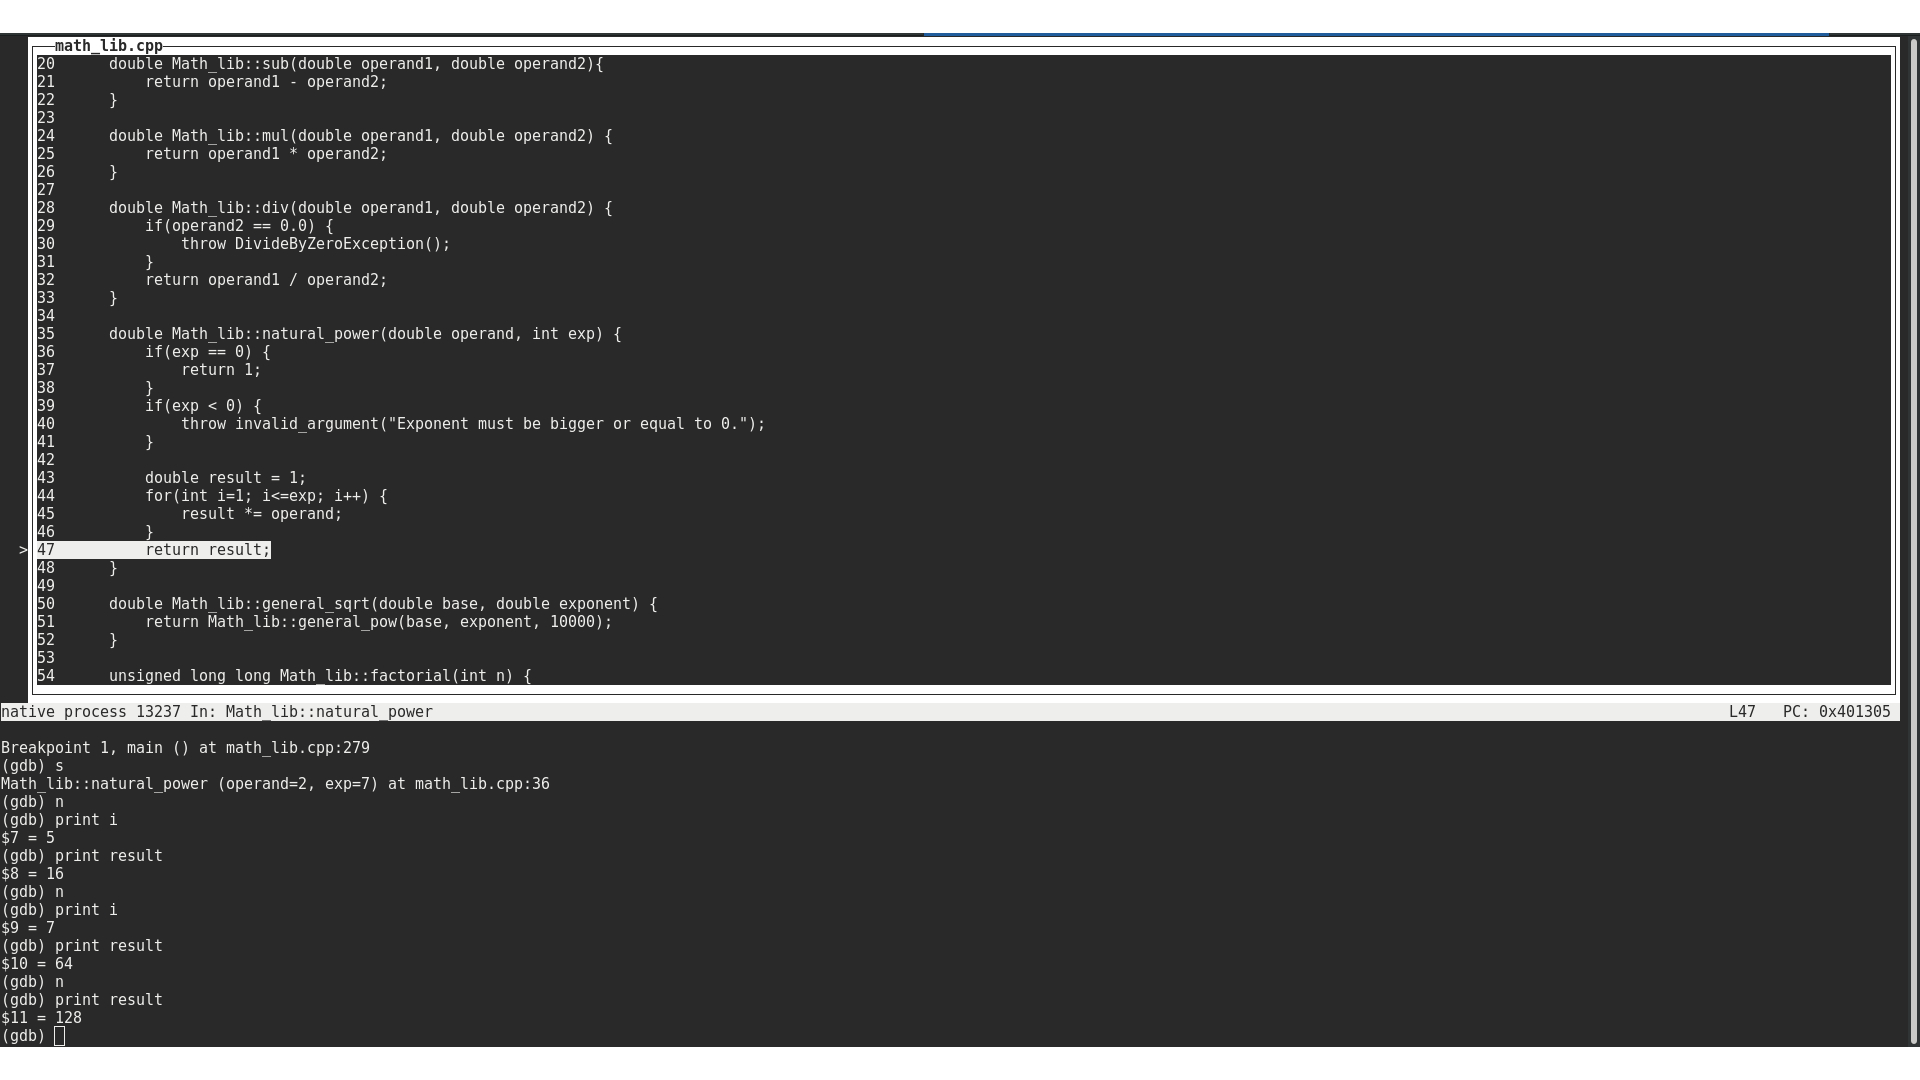 math_lib.cpp
20      double Math_lib::sub(double operand1, double operand2){
21          return operand1 - operand2;
22      }
23
24      double Math_lib::mul(double operand1, double operand2) {
25          return operand1 * operand2;
26      }
27
28      double Math_lib::div(double operand1, double operand2) {
29          if(operand2 == 0.0) {
30              throw DivideByZeroException();
31          }
32          return operand1 / operand2;
33      }
34
35      double Math_lib::natural_power(double operand, int exp) {
36          if(exp == 0) {
37              return 1;
38          }
39          if(exp < 0) {
40              throw invalid_argument("Exponent must be bigger or equal to 0.");
41          }
42
43          double result = 1;
44          for(int i=1; i<=exp; i++) {
45              result *= operand;
46          }
>47          return result;
48      }
49
50      double Math_lib::general_sqrt(double base, double exponent) {
51          return Math_lib::general_pow(base, exponent, 10000);
52      }
53
54      unsigned long long Math_lib::factorial(int n) {
native process 13237 In: Math_lib::natural_power L47 PC: 0x401305
Breakpoint 1, main () at math_lib.cpp:279
(gdb) s
Math_lib::natural_power (operand=2, exp=7) at math_lib.cpp:36
(gdb) n
(gdb) print i
$7 = 5
(gdb) print result
$8 = 16
(gdb) n
(gdb) print i
$9 = 7
(gdb) print result
$10 = 64
(gdb) n
(gdb) print result
$11 = 128
(gdb)